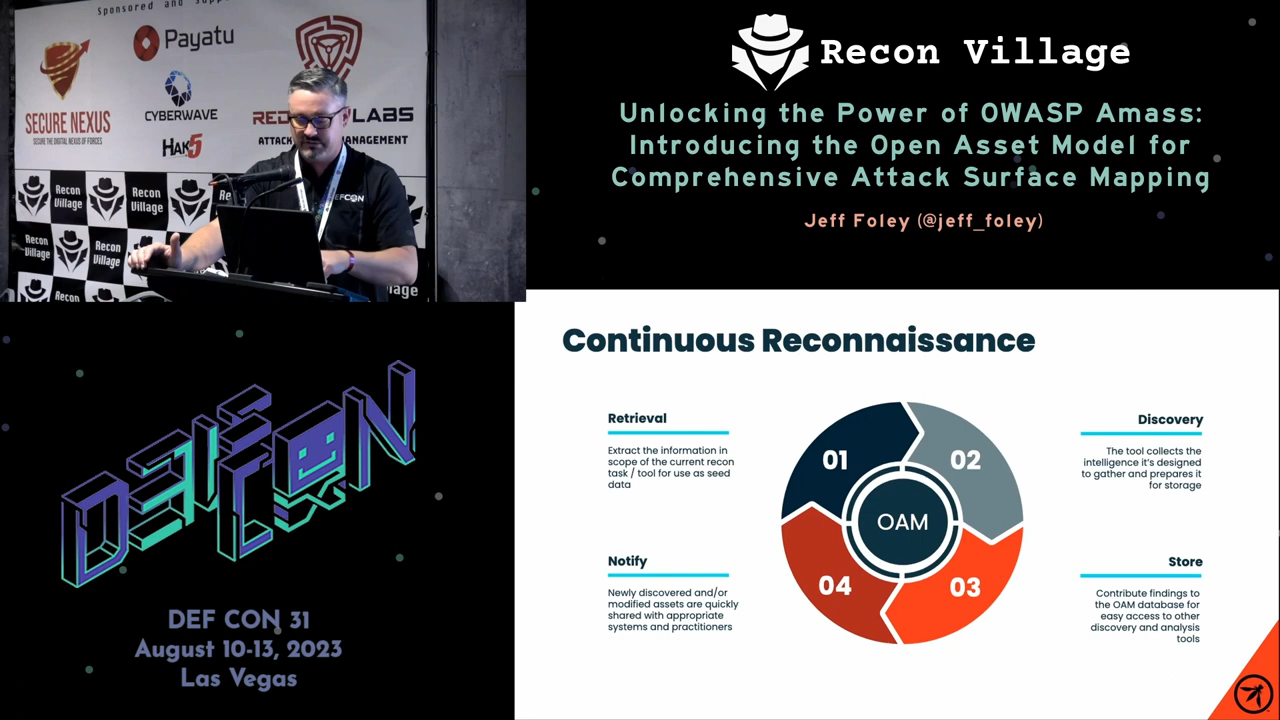 Sponsored and Supp
Payatu
SECURE NEXUS
SECURE THE DIGITAL NEXUS OF FORCES
CYBERWAVE
HAK5
RED
LABS
ATTACK
MANAGEMENT
DEFCON
Recon
Village
Recon
Village
Recon
Village
Recon
Village
Recon
Village
Recon Village
Unlocking the Power of OWASP Amass:
Introducing the Open Asset Model for
Comprehensive Attack Surface Mapping
Jeff Foley (@jeff_foley)
DEF CON
DEF CON 31
August 10-13, 2023
Las Vegas
Continuous Reconnaissance
Retrieval
Extract the information in
scope of the current recon
task / tool for use as seed
data
01
02
03
04
OAM
Discovery
The tool collects the
intelligence it's designed
to gather and prepares it
for storage
Notify
Newly discovered and/or
modified assets are quickly
shared with appropriate
systems and practitioners
Store
Contribute findings to
the OAM database for
easy access to other
discovery and analysis
tools